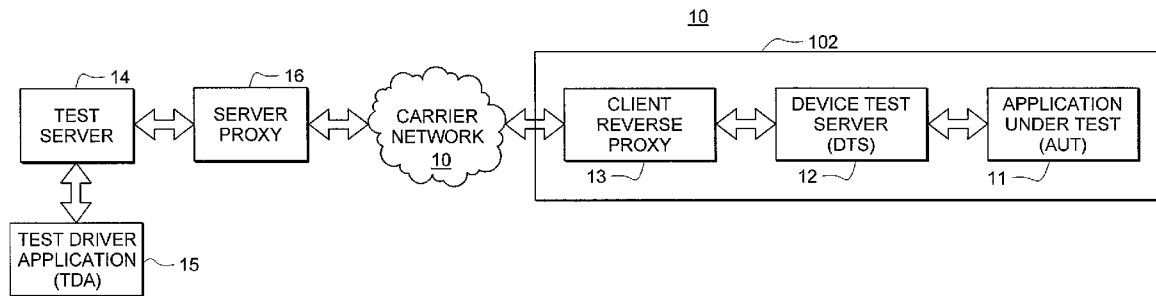 10
102
14
TEST
SERVER
16
SERVER
PROXY
CARRIER
NETWORK
10
CLIENT
REVERSE
PROXY
13
DEVICE TEST
SERVER
(DTS)
12
APPLICATION
UNDER TEST
(AUT)
11
TEST DRIVER
APPLICATION
(TDA)
15